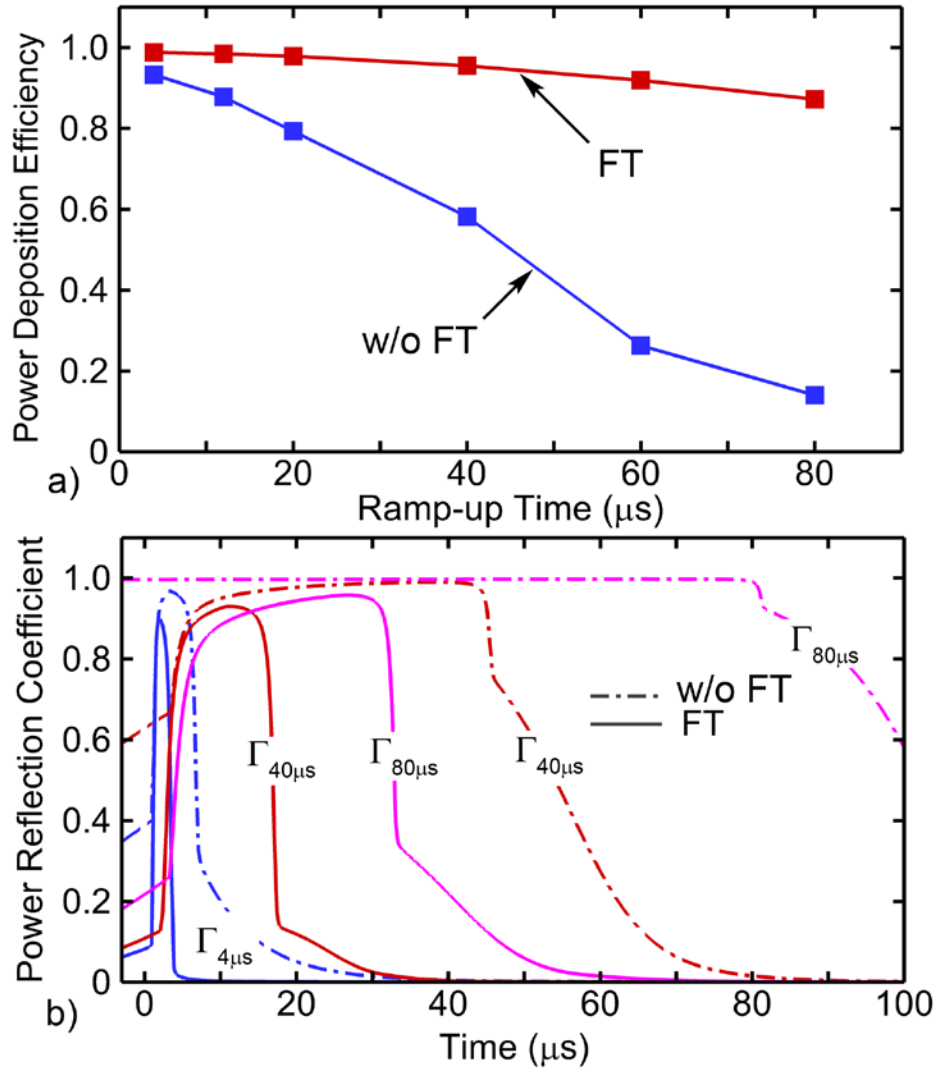 Power Deposition Efficiency
1.0
0.8
0.6
0.4
0.2
0
FT
w/o FT
0 20 40 60 80
a)
Ramp-up Time (μs)
Power Reflection Coefficient
1.0
0.8
0.6
0.4
0.2
0
Γ80μs
w/o FT
FT
Γ40μs
Γ80μs
Γ40μs
Γ4μs
0 20 40 60 80 100
b)
Time (μs)